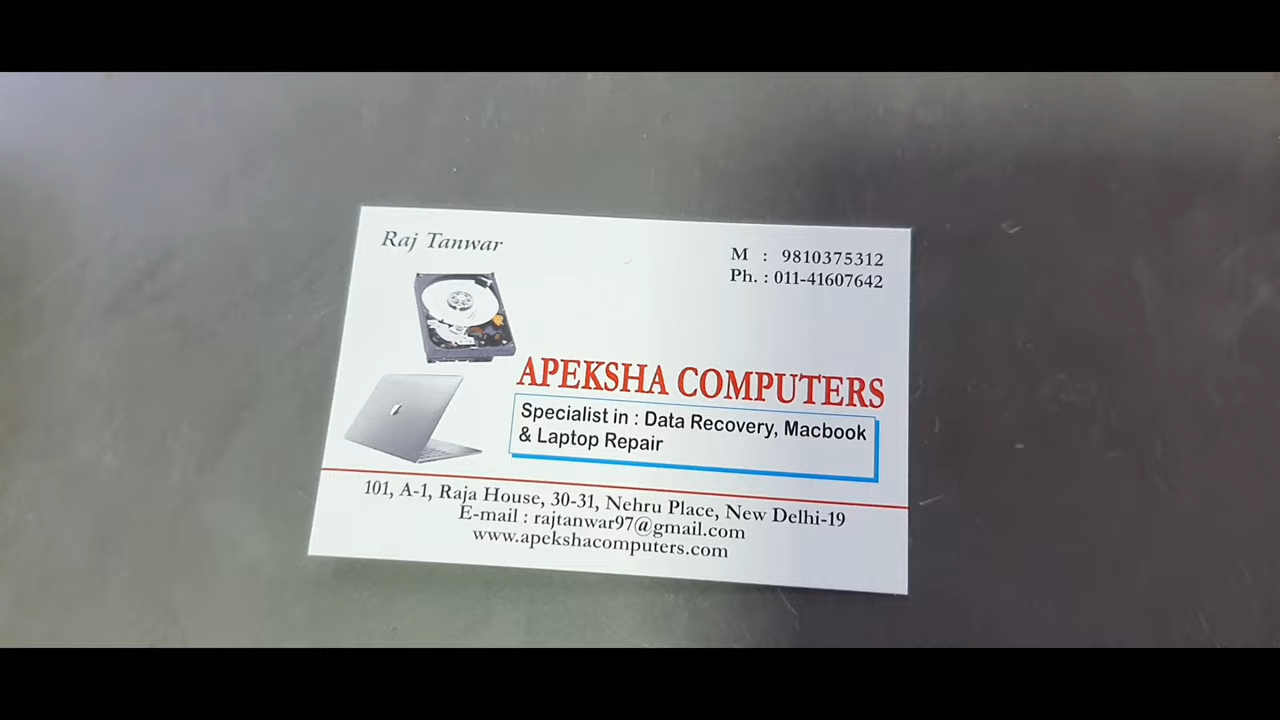 Raj Tanwar
M : 9810375312
Ph. : 011-41607642
APEKSHA COMPUTERS
Specialist in : Data Recovery, Macbook
& Laptop Repair
101, A-1, Raja House, 30-31, Nehru Place, New Delhi-19
E-mail : rajtanwar97@gmail.com
www.apekshacomputers.com